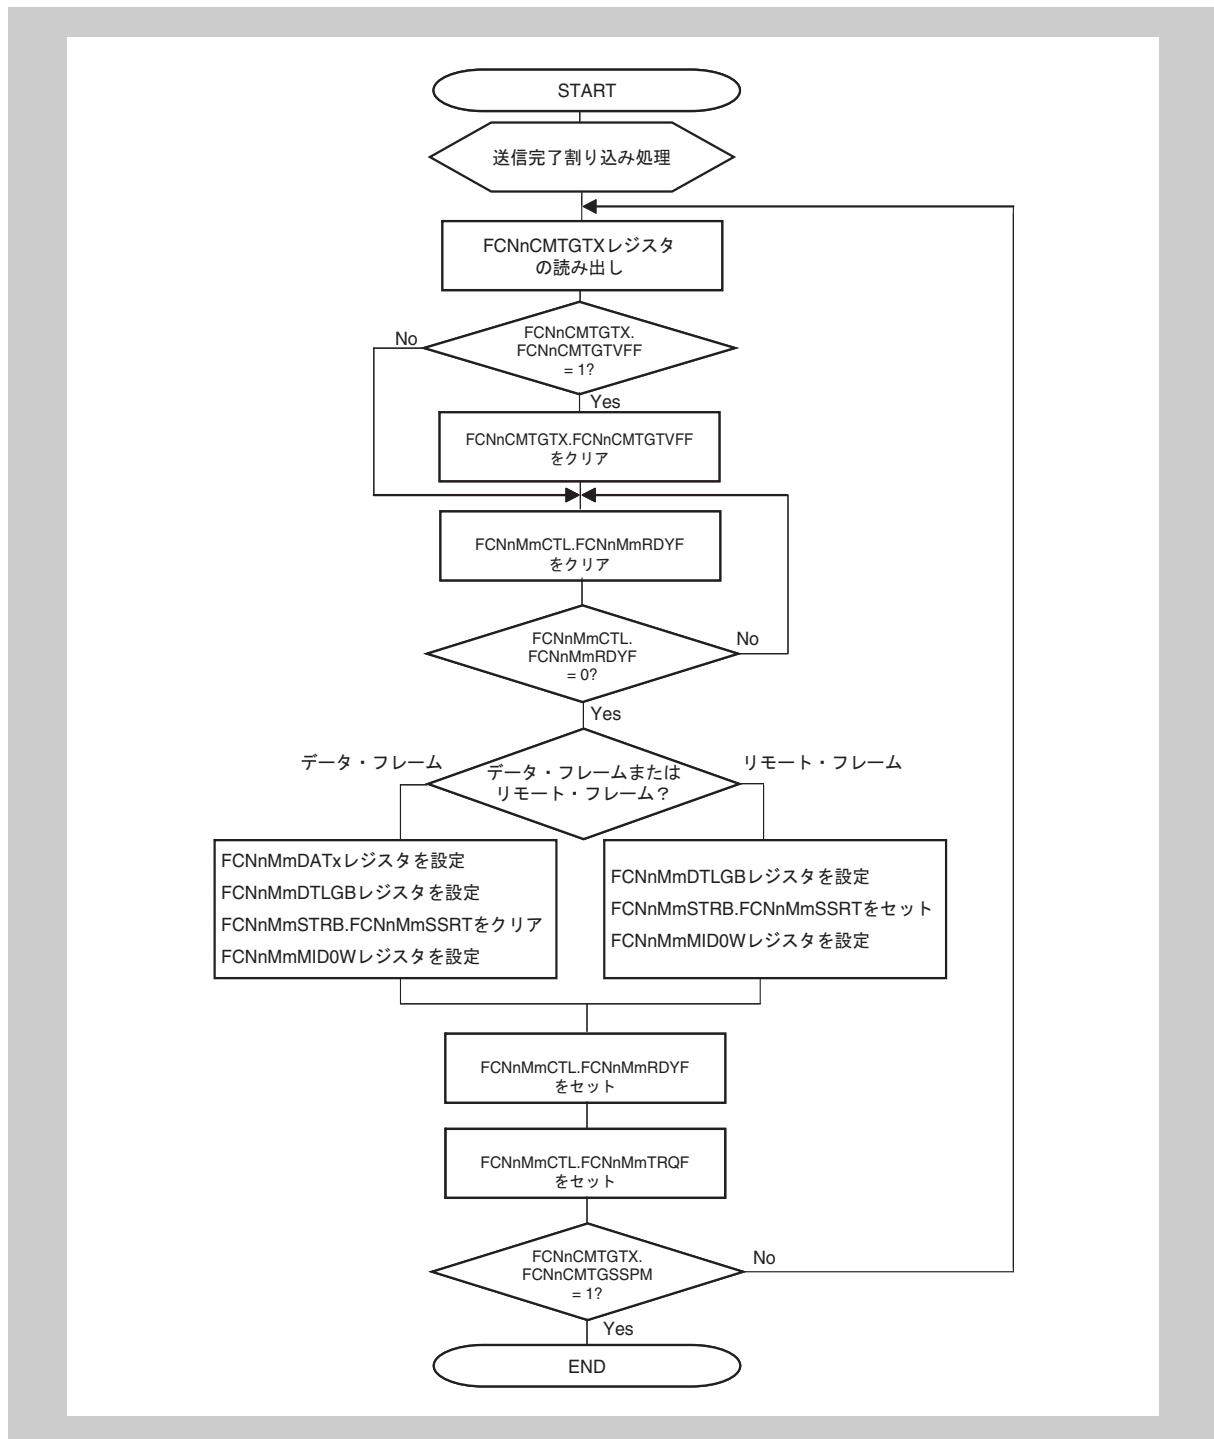 START
送信完了割り込み処理
FCNnCMTGTXレジスタ
の読み出し
FCNnCMTGTX.
FCNnCMTGTVFF
= 1?
No
Yes
FCNnCMTGTX.FCNnCMTGTVFF
をクリア
FCNnMmCTL.FCNnMmRDYF
をクリア
FCNnMmCTL.
FCNnMmRDYF
= 0?
No
Yes
データ・フレーム
データ・フレームまたは
リモート・フレーム？
リモート・フレーム
FCNnMmDATxレジスタを設定
FCNnMmDTLGBレジスタを設定
FCNnMmSTRB.FCNnMmSSRTをクリア
FCNnMmMID0Wレジスタを設定
FCNnMmDTLGBレジスタを設定
FCNnMmSTRB.FCNnMmSSRTをセット
FCNnMmMID0Wレジスタを設定
FCNnMmCTL.FCNnMmRDYF
をセット
FCNnMmCTL.FCNnMmTRQF
をセット
FCNnCMTGTX.
FCNnCMTGSSPM
= 1?
No
Yes
END